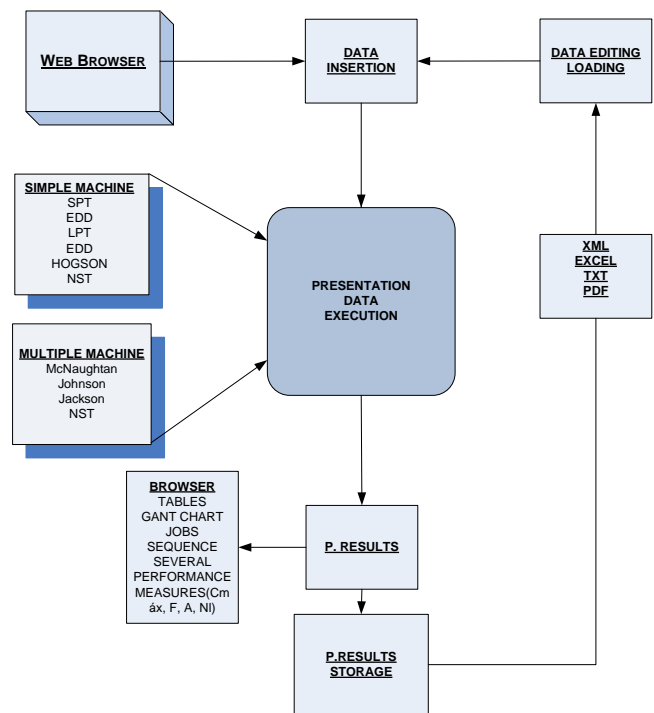 WEB BROWSER
DATA
INSERTION
DATA EDITING
LOADING
SIMPLE MACHINE
SPT
EDD
LPT
EDD
HOGSON
NST
PRESENTATION
DATA
EXECUTION
XML
EXCEL
TXT
PDF
MULTIPLE MACHINE
McNaughtan
Johnson
Jackson
NST
BROWSER
TABLES
GANT CHART
JOBS
SEQUENCE
SEVERAL
PERFORMANCE
MEASURES(Cm
áx, F, A, NI)
P. RESULTS
P.RESULTS
STORAGE